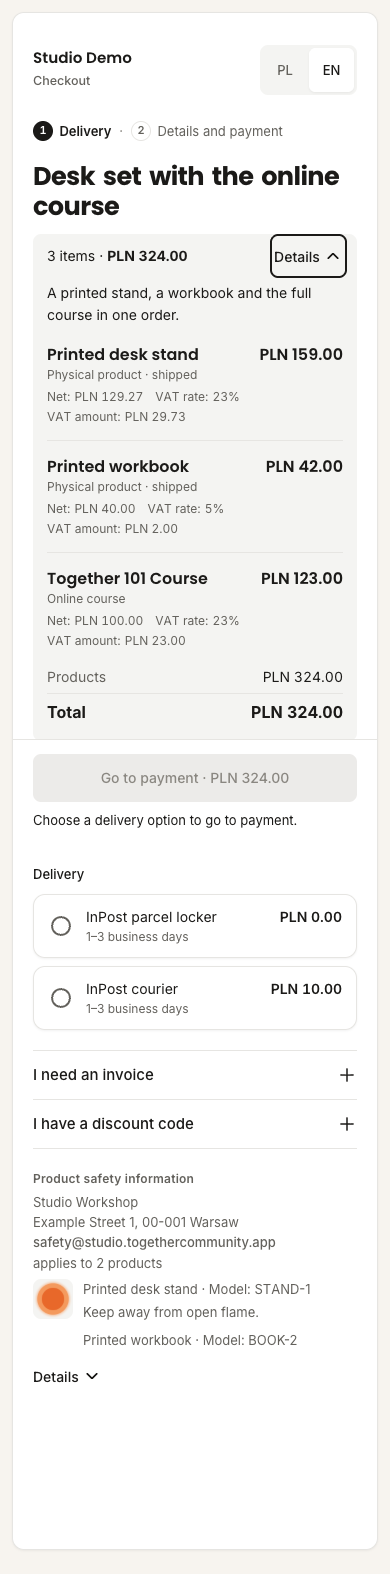 Studio Demo
Checkout
PL EN
1 Delivery · 2 Details and payment
Desk set with the online
course
3 items · PLN 324.00 Details
A printed stand, a workbook and the full
course in one order.
Printed desk stand PLN 159.00
Physical product · shipped
Net: PLN 129.27 VAT rate: 23%
VAT amount: PLN 29.73
Printed workbook PLN 42.00
Physical product · shipped
Net: PLN 40.00 VAT rate: 5%
VAT amount: PLN 2.00
Together 101 Course PLN 123.00
Online course
Net: PLN 100.00 VAT rate: 23%
VAT amount: PLN 23.00
Products PLN 324.00
Total PLN 324.00
Go to payment · PLN 324.00
Choose a delivery option to go to payment.
Delivery
InPost parcel locker PLN 0.00
1–3 business days
InPost courier PLN 10.00
1–3 business days
I need an invoice
I have a discount code
Product safety information
Studio Workshop
Example Street 1, 00-001 Warsaw
safety@studio.togethercommunity.app
applies to 2 products
Printed desk stand · Model: STAND-1
Keep away from open flame.
Printed workbook · Model: BOOK-2
Details